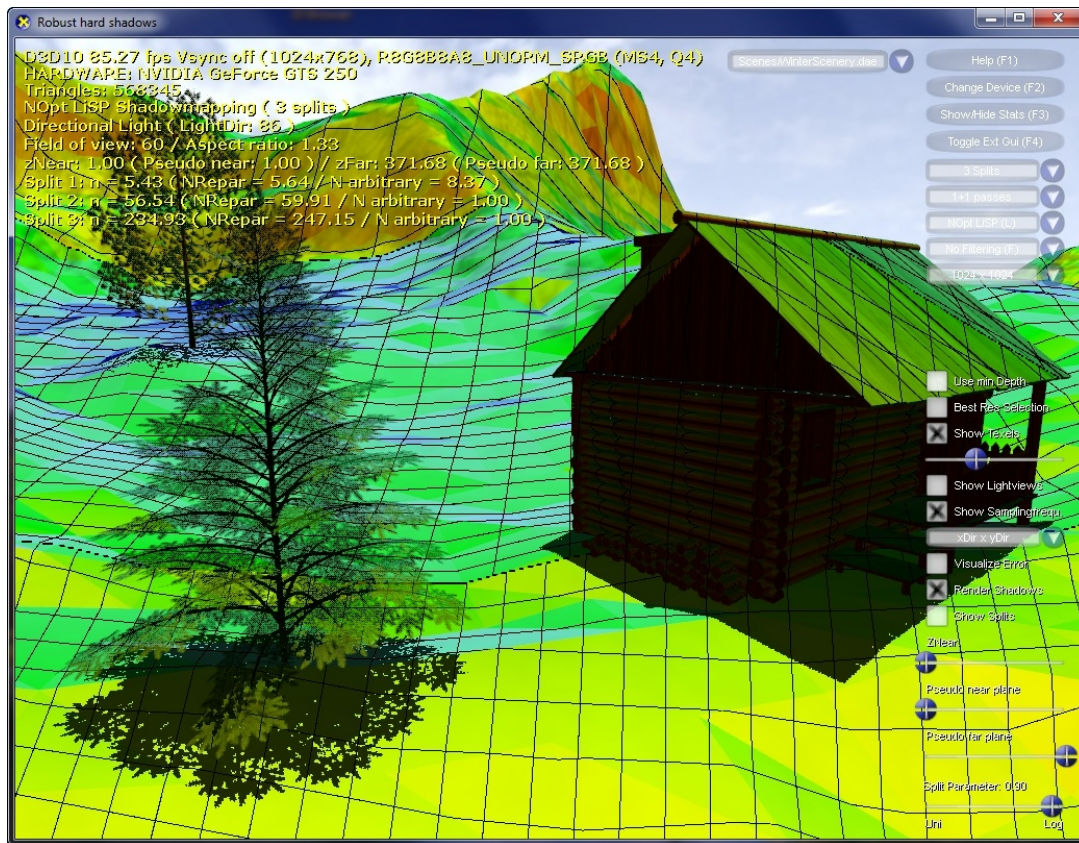 Robust hard shadows
D3D10 85.27 fps Vsync off (1024x768), R8G8B8A8_UNORM_SRGB (MS4, Q4)
HARDWARE: NVIDIA GeForce GTS 250
Triangles: 568345
NOpt LiSP Shadowmapping ( 3 splits )
Directional Light ( LightDir: 86 )
Field of view: 60 / Aspect ratio: 1.33
zNear: 1.00 ( Pseudo near: 1.00 ) / zFar: 371.68 ( Pseudo far: 371.68 )
Split 1: n = 5.43 ( NRepar = 5.64 / N arbitrary = 8.37 )
Split 2: n = 56.54 ( NRepar = 59.91 / N arbitrary = 1.00 )
Split 3: n = 234.93 ( NRepar = 247.15 / N arbitrary = 1.00 )
Scenes/WinterScenery.dae
Help (F1)
Change Device (F2)
Show/Hide Stats (F3)
Toggle Ext Gui (F4)
3 Splits
1+1 passes
NOpt LiSP (L)
No Filtering (F)
1024 x 1024
Use min Depth
Best Res Selection
Show Texels
Show Lightviews
Show Samplingfrequ
xDir x yDir
Visualize Error
Render Shadows
Show Splits
ZNear
Pseudo near plane
Pseudo far plane
Split Parameter: 0.90
Uni
Log